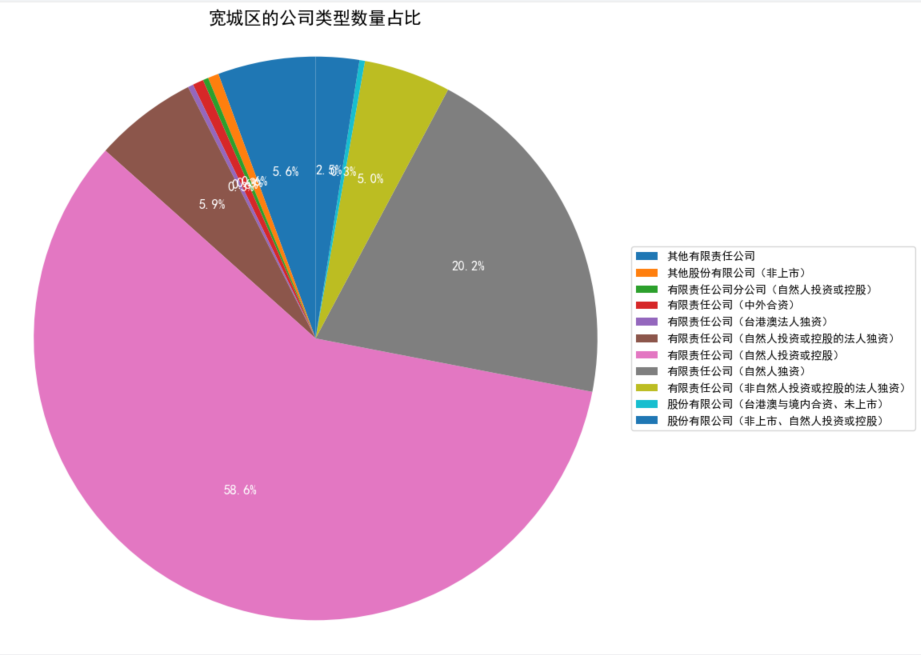 宽城区的公司类型数量占比
5.6%
2.5%
0.3%
5.0%
5.9%
20.2%
58.6%
其他有限责任公司
其他股份有限公司（非上市）
有限责任公司分公司（自然人投资或控股）
有限责任公司（中外合资）
有限责任公司（台港澳法人独资）
有限责任公司（自然人投资或控股的法人独资）
有限责任公司（自然人投资或控股）
有限责任公司（自然人独资）
有限责任公司（非自然人投资或控股的法人独资）
股份有限公司（台港澳与境内合资、未上市）
股份有限公司（非上市、自然人投资或控股）